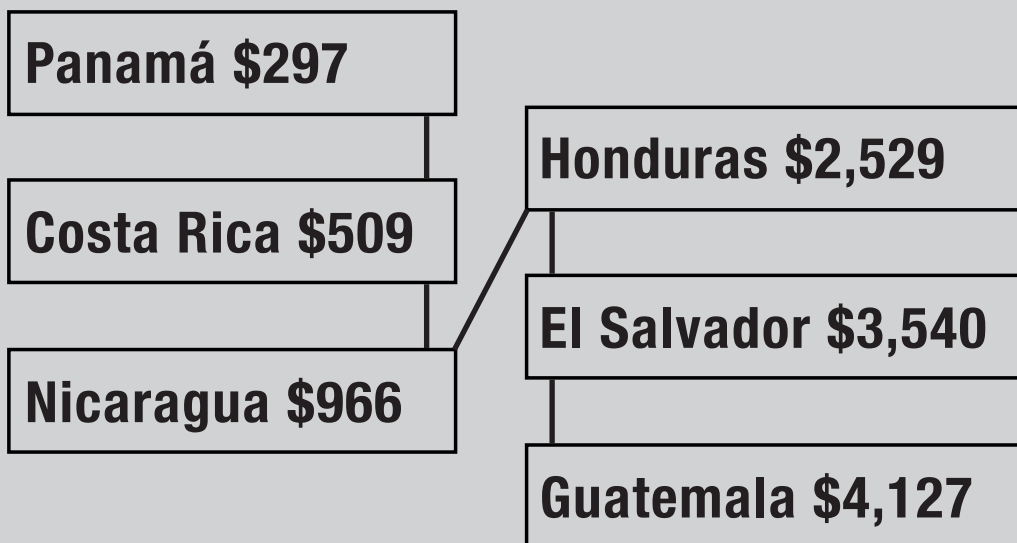 Panamá $297
Costa Rica $509
Nicaragua $966
Honduras $2,529
El Salvador $3,540
Guatemala $4,127